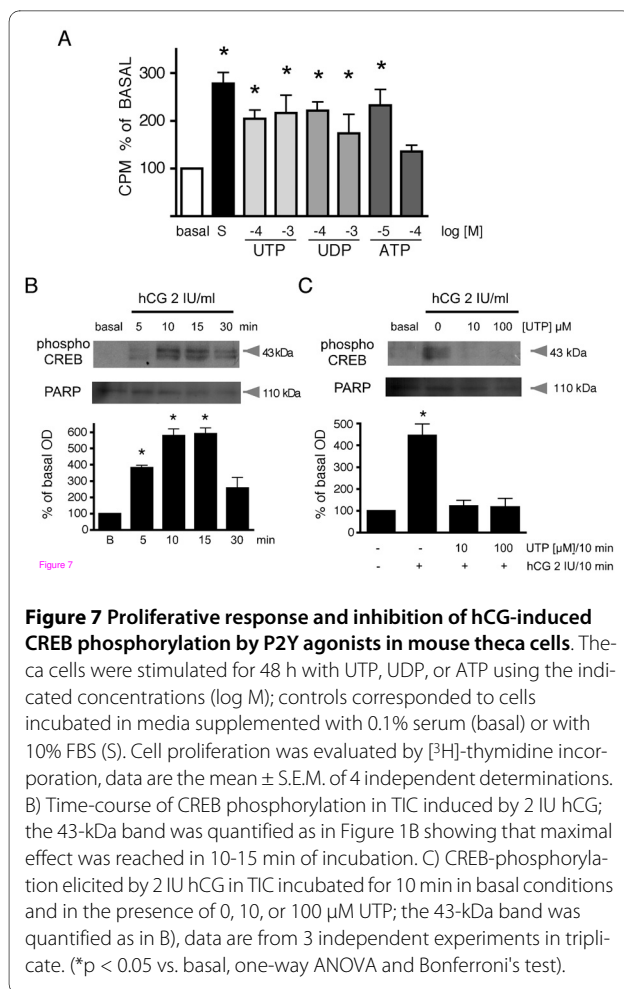 A
*
* * * * *
300
200
100
CPM % of BASAL
basal S -4 -3 -4 -3 -5 -4 log [M]
UTP UDP ATP
B
hCG 2 IU/ml
basal 5 10 15 30 min
phospho
CREB
43kDa
PARP
110 kDa
* * *
600
500
400
300
200
100
0
% of basal OD
B 5 10 15 30 min
Figure 7
C
hCG 2 IU/ml
basal 0 10 100 [UTP] µM
phospho
CREB
43 kDa
PARP
110 kDa
*
500
400
300
200
100
0
% of basal OD
- - 10 100 UTP [µM]/10 min
- + + + hCG 2 IU/10 min
Figure 7 Proliferative response and inhibition of hCG-induced
CREB phosphorylation by P2Y agonists in mouse theca cells. The-
ca cells were stimulated for 48 h with UTP, UDP, or ATP using the indi-
cated concentrations (log M); controls corresponded to cells
incubated in media supplemented with 0.1% serum (basal) or with
10% FBS (S). Cell proliferation was evaluated by [³H]-thymidine incor-
poration, data are the mean ± S.E.M. of 4 independent determinations.
B) Time-course of CREB phosphorylation in TIC induced by 2 IU hCG;
the 43-kDa band was quantified as in Figure 1B showing that maximal
effect was reached in 10-15 min of incubation. C) CREB-phosphoryla-
tion elicited by 2 IU hCG in TIC incubated for 10 min in basal conditions
and in the presence of 0, 10, or 100 µM UTP; the 43-kDa band was
quantified as in B), data are from 3 independent experiments in tripli-
cate. (*p < 0.05 vs. basal, one-way ANOVA and Bonferroni's test).